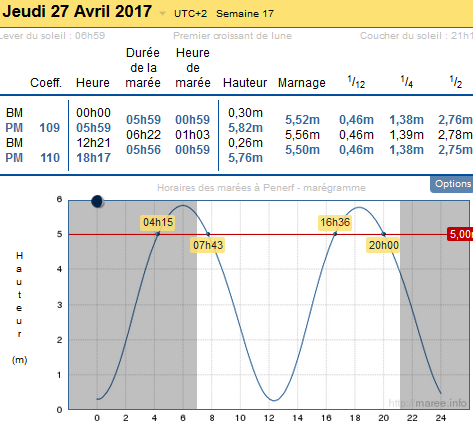 Jeudi 27 Avril 2017 UTC+2 Semaine 17
Lever du soleil : 06h59 Premier croissant de lune Coucher du soleil : 21h1
Durée de la marée
Heure de marée
Coeff. Heure Hauteur Marnage 1/12 1/4 1/2
BM 00h00 0,30m
05h59 00h59 5,52m 0,46m 1,38m 2,76m
PM 109 05h59 5,82m
06h22 01h03 5,56m 0,46m 1,39m 2,78m
BM 12h21 0,26m
05h56 00h59 5,50m 0,46m 1,38m 2,75m
PM 110 18h17 5,76m
Options
Horaires des marées à Penerf - marégramme
6
5
4
3
2
1
0
Hauteur
(m)
04h15
07h43
16h36
20h00
5,00
http://maree.info
0 2 4 6 8 10 12 14 16 18 20 22 24